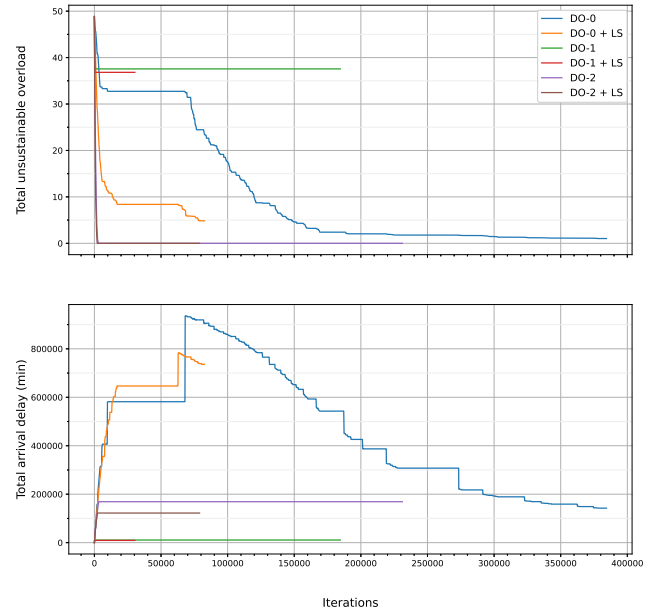 50
40
30
20
10
0
Total unsustainable overload
DO-0
DO-0 + LS
DO-1
DO-1 + LS
DO-2
DO-2 + LS
800000
600000
400000
200000
0
Total arrival delay (min)
0 50000 100000 150000 200000 250000 300000 350000 400000
Iterations